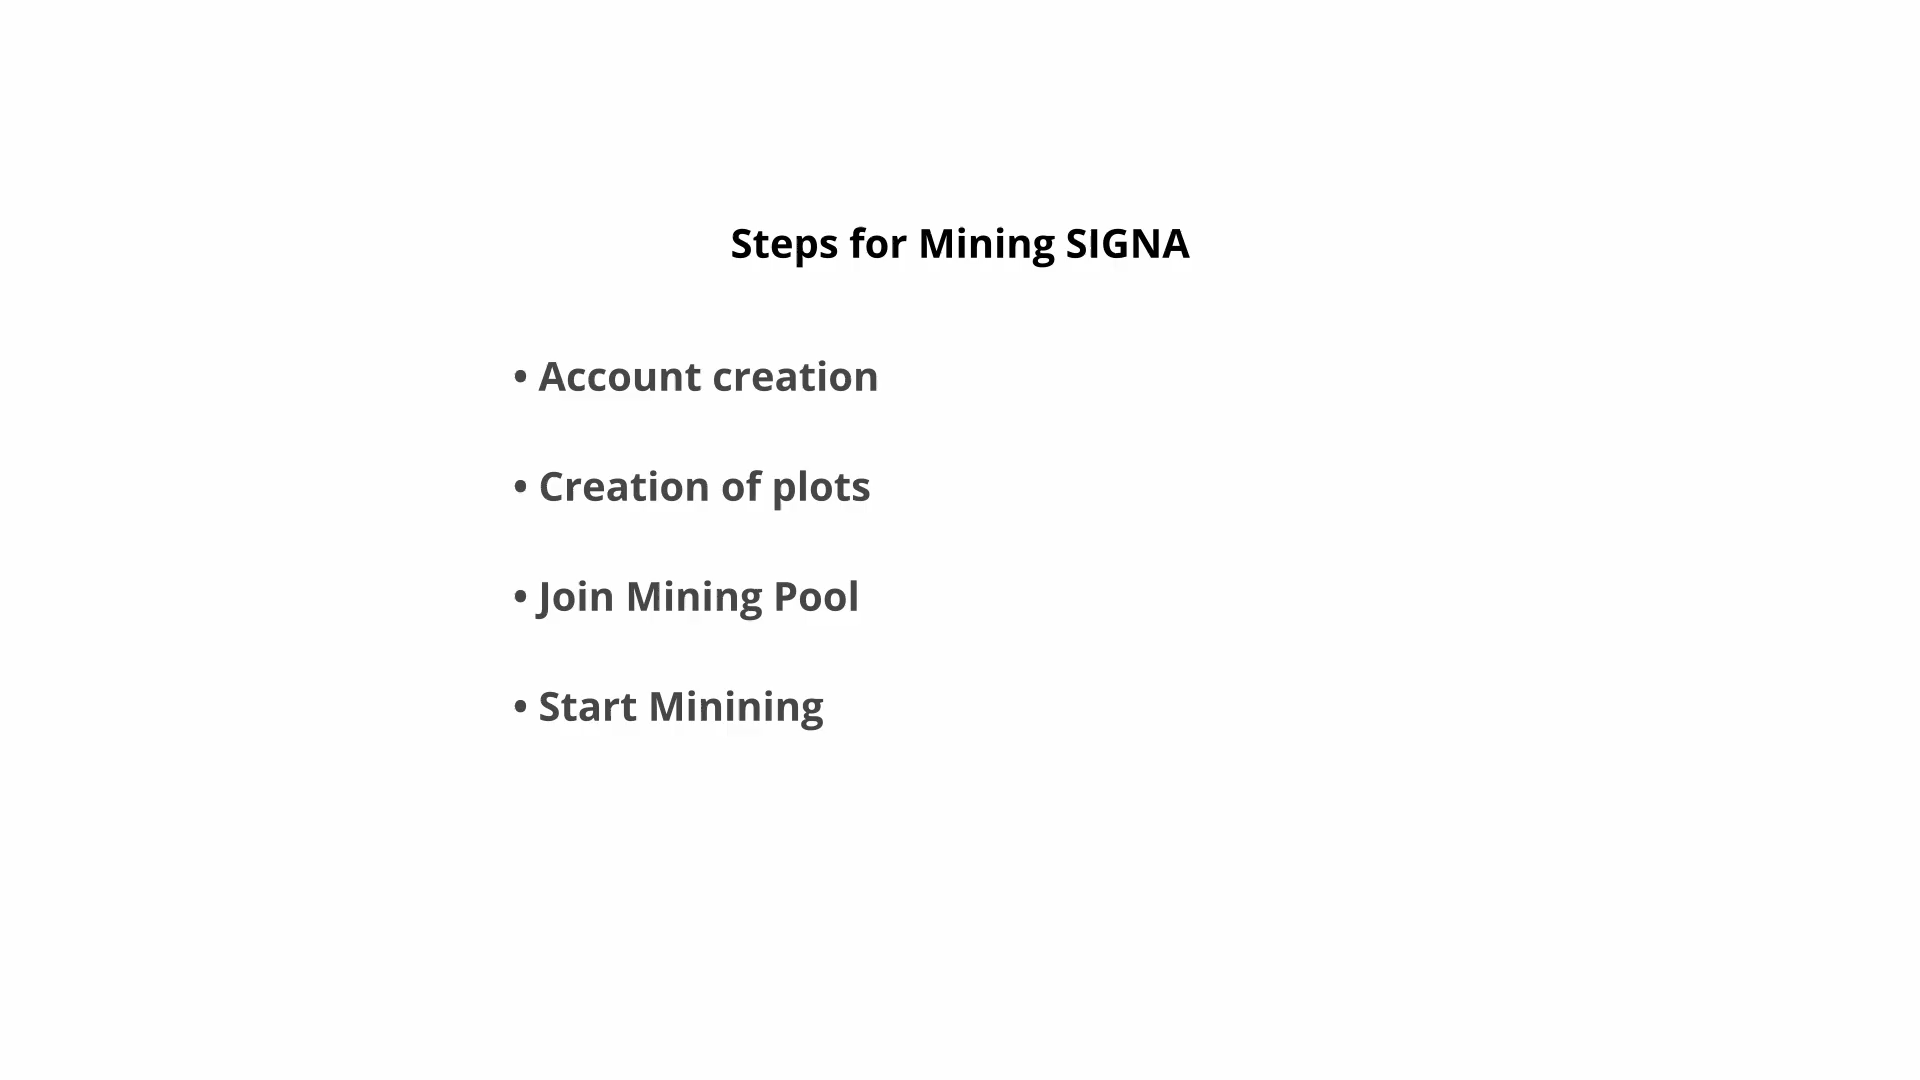 Steps for Mining SIGNA
• Account creation
• Creation of plots
• Join Mining Pool
• Start Minining